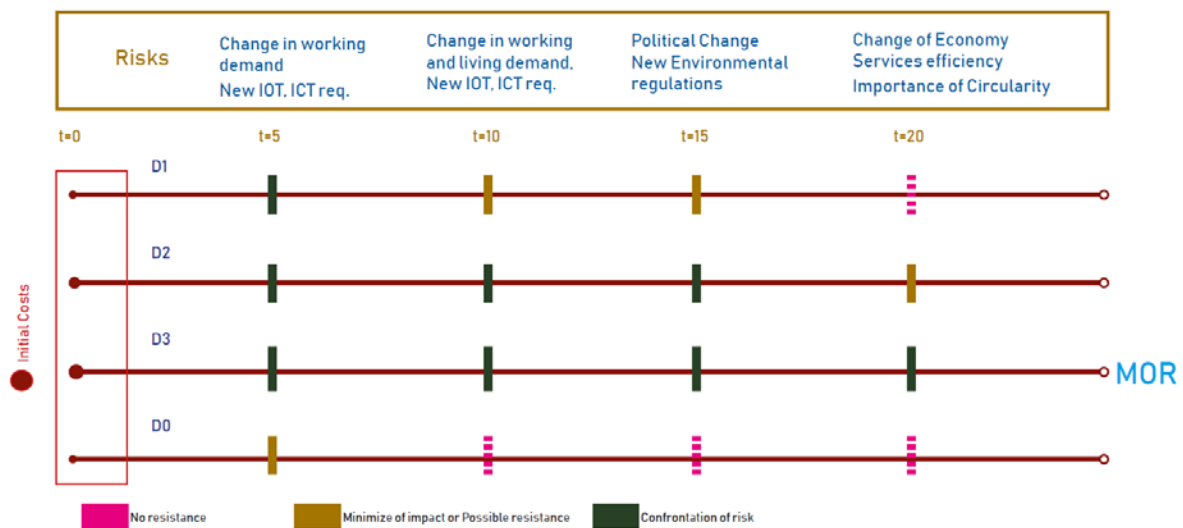 Risks
Change in working
demand
New IOT, ICT req.
Change in working
and living demand,
New IOT, ICT req.
Political Change
New Environmental
regulations
Change of Economy
Services efficiency
Importance of Circularity
t=0
t=5
t=10
t=15
t=20
D1
D2
D3
D0
Initial Costs
MOR
No resistance
Minimize of impact or Possible resistance
Confrontation of risk